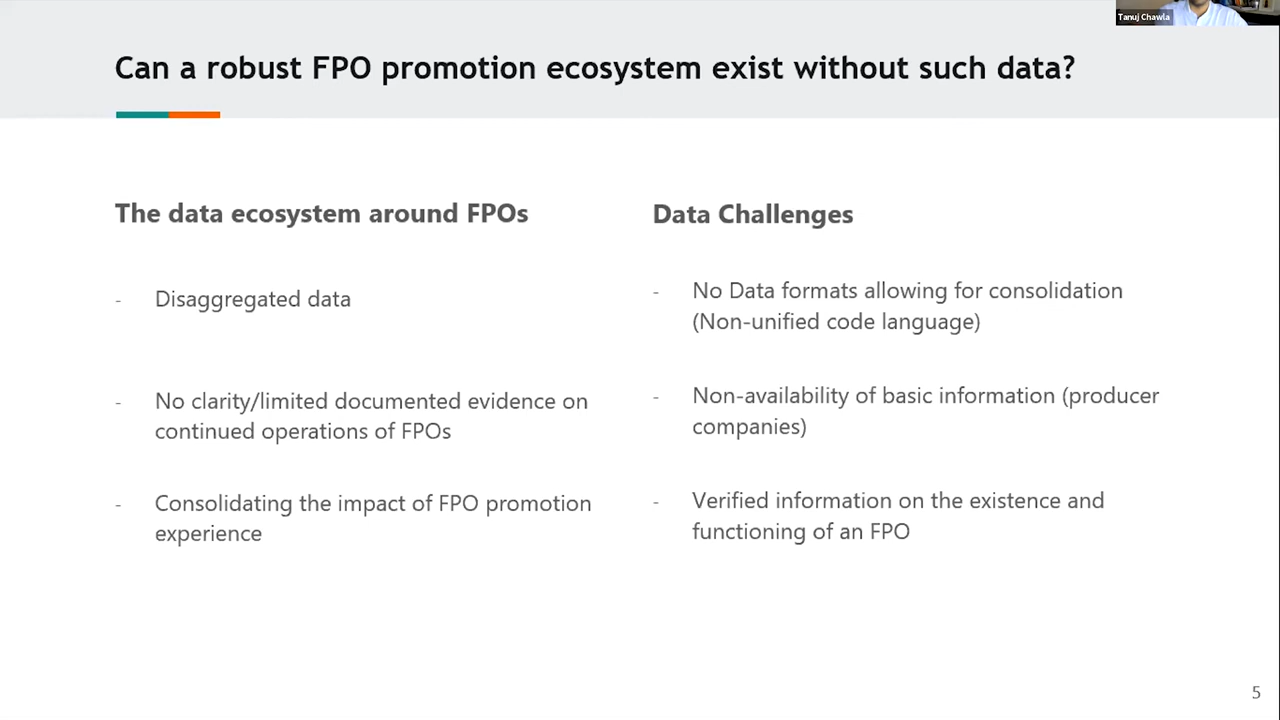 Tanuj Chawla
Can a robust FPO promotion ecosystem exist without such data?
The data ecosystem around FPOs
- Disaggregated data
- No clarity/limited documented evidence on
continued operations of FPOs
- Consolidating the impact of FPO promotion
experience
Data Challenges
- No Data formats allowing for consolidation
(Non-unified code language)
- Non-availability of basic information (producer
companies)
- Verified information on the existence and
functioning of an FPO
5